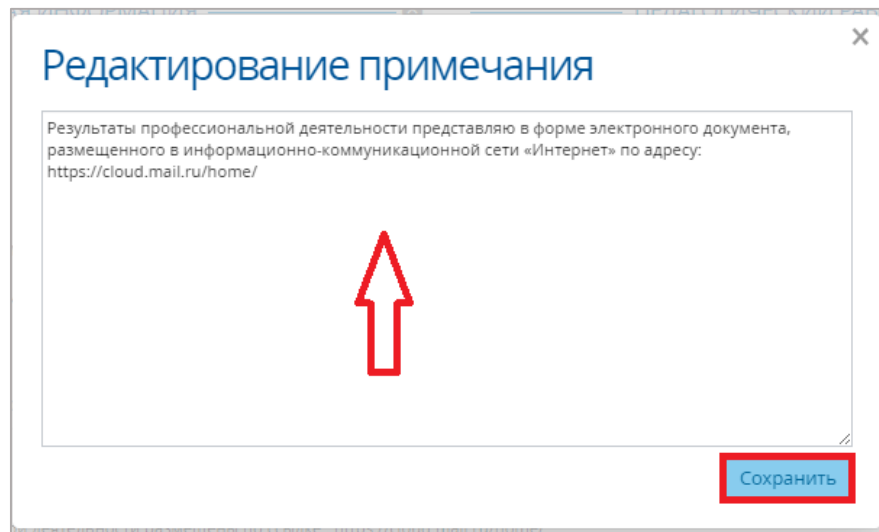 Редактирование примечания
Результаты профессиональной деятельности представляю в форме электронного документа,
размещенного в информационно-коммуникационной сети «Интернет» по адресу:
https://cloud.mail.ru/home/
Сохранить